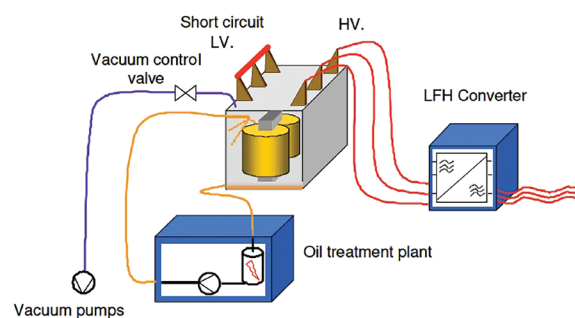 Short circuit
LV.
HV.
Vacuum control
valve
LFH Converter
Oil treatment plant
Vacuum pumps